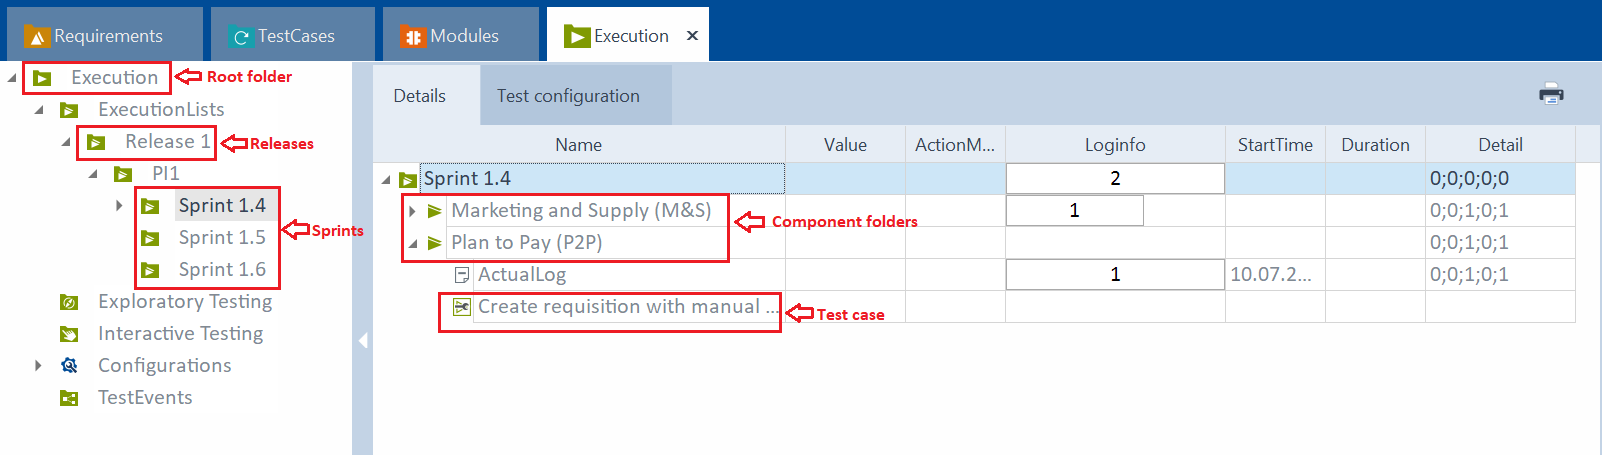 Requirements TestCases Modules Execution ×
Execution Root folder
ExecutionLists
Release 1 Releases
PI1
Sprint 1.4
Sprint 1.5 Sprints
Sprint 1.6
Exploratory Testing
Interactive Testing
Configurations
TestEvents
Details Test configuration
Name Value ActionM... Loginfo StartTime Duration Detail
Sprint 1.4 2 0;0;0;0;0
Marketing and Supply (M&S) 1 0;0;1;0;1
Component folders
Plan to Pay (P2P) 0;0;1;0;1
ActualLog 1 10.07.2... 0;0;1;0;1
Create requisition with manual ... Test case